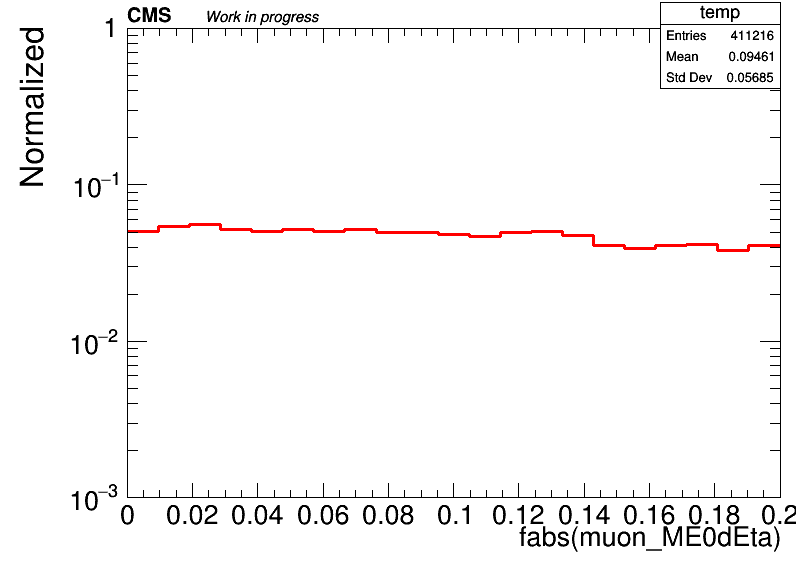 CMS Work in progress
temp
Entries 411216
Mean 0.09461
Std Dev 0.05685
Normalized
1
10−1
10−2
10−3
0 0.02 0.04 0.06 0.08 0.1 0.12 0.14 0.16 0.18 0.2
fabs(muon_ME0dEta)